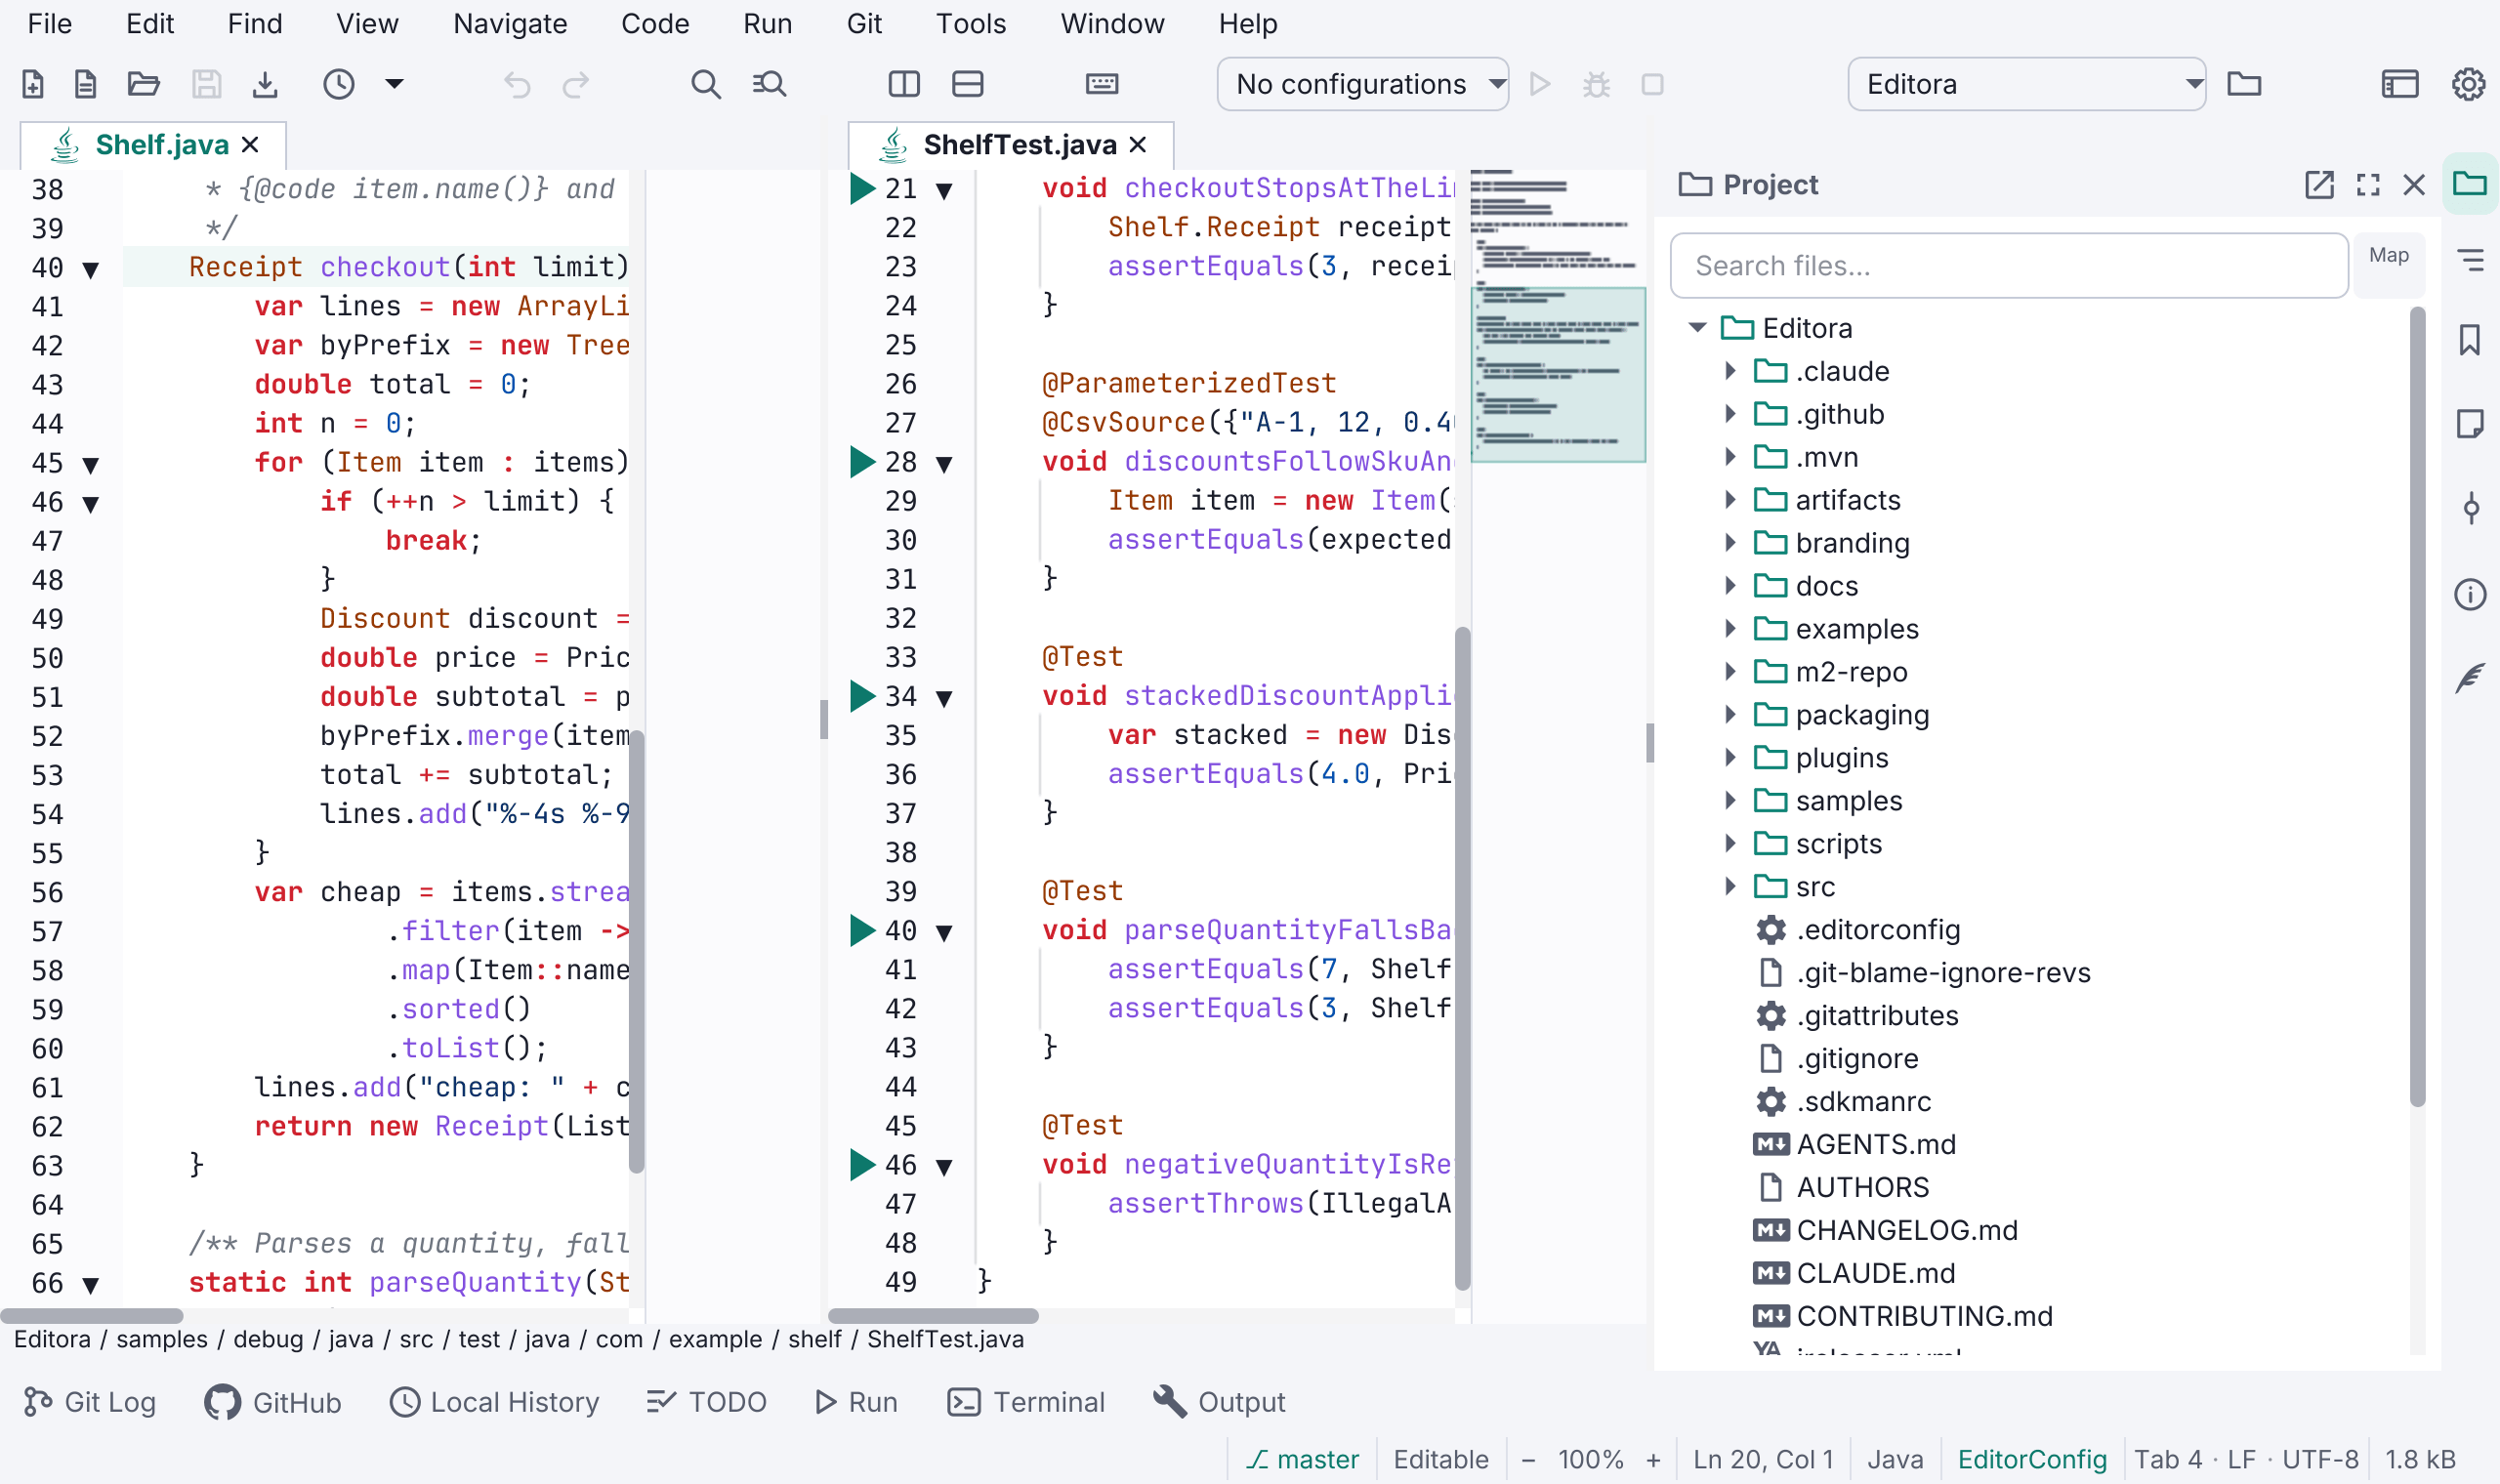 File Edit Find View Navigate Code Run Git Tools Window Help
No configurations
Editora
Shelf.java
ShelfTest.java
38 * {@code item.name()} and
39 */
40 Receipt checkout(int limit)
41 var lines = new ArrayLi
42 var byPrefix = new Tree
43 double total = 0;
44 int n = 0;
45 for (Item item : items)
46 if (++n > limit) {
47 break;
48 }
49 Discount discount =
50 double price = Pric
51 double subtotal = p
52 byPrefix.merge(item
53 total += subtotal;
54 lines.add("%-4s %-9
55 }
56 var cheap = items.strea
57 .filter(item ->
58 .map(Item::name
59 .sorted()
60 .toList();
61 lines.add("cheap: " + c
62 return new Receipt(List
63 }
64
65 /** Parses a quantity, fall
66 static int parseQuantity(St
21 void checkoutStopsAtTheLi
22 Shelf.Receipt receipt
23 assertEquals(3, recei
24 }
25
26 @ParameterizedTest
27 @CsvSource({"A-1, 12, 0.4
28 void discountsFollowSkuAn
29 Item item = new Item(
30 assertEquals(expected
31 }
32
33 @Test
34 void stackedDiscountAppli
35 var stacked = new Dis
36 assertEquals(4.0, Pri
37 }
38
39 @Test
40 void parseQuantityFallsBa
41 assertEquals(7, Shelf
42 assertEquals(3, Shelf
43 }
44
45 @Test
46 void negativeQuantityIsRe
47 assertThrows(IllegalA
48 }
49 }
Project
Search files...
Map
Editora
.claude
.github
.mvn
artifacts
branding
docs
examples
m2-repo
packaging
plugins
samples
scripts
src
.editorconfig
.git-blame-ignore-revs
.gitattributes
.gitignore
.sdkmanrc
AGENTS.md
AUTHORS
CHANGELOG.md
CLAUDE.md
CONTRIBUTING.md
Editora / samples / debug / java / src / test / java / com / example / shelf / ShelfTest.java
Git Log GitHub Local History TODO Run Terminal Output
master Editable − 100% + Ln 20, Col 1 Java EditorConfig Tab 4 · LF · UTF-8 1.8 kB